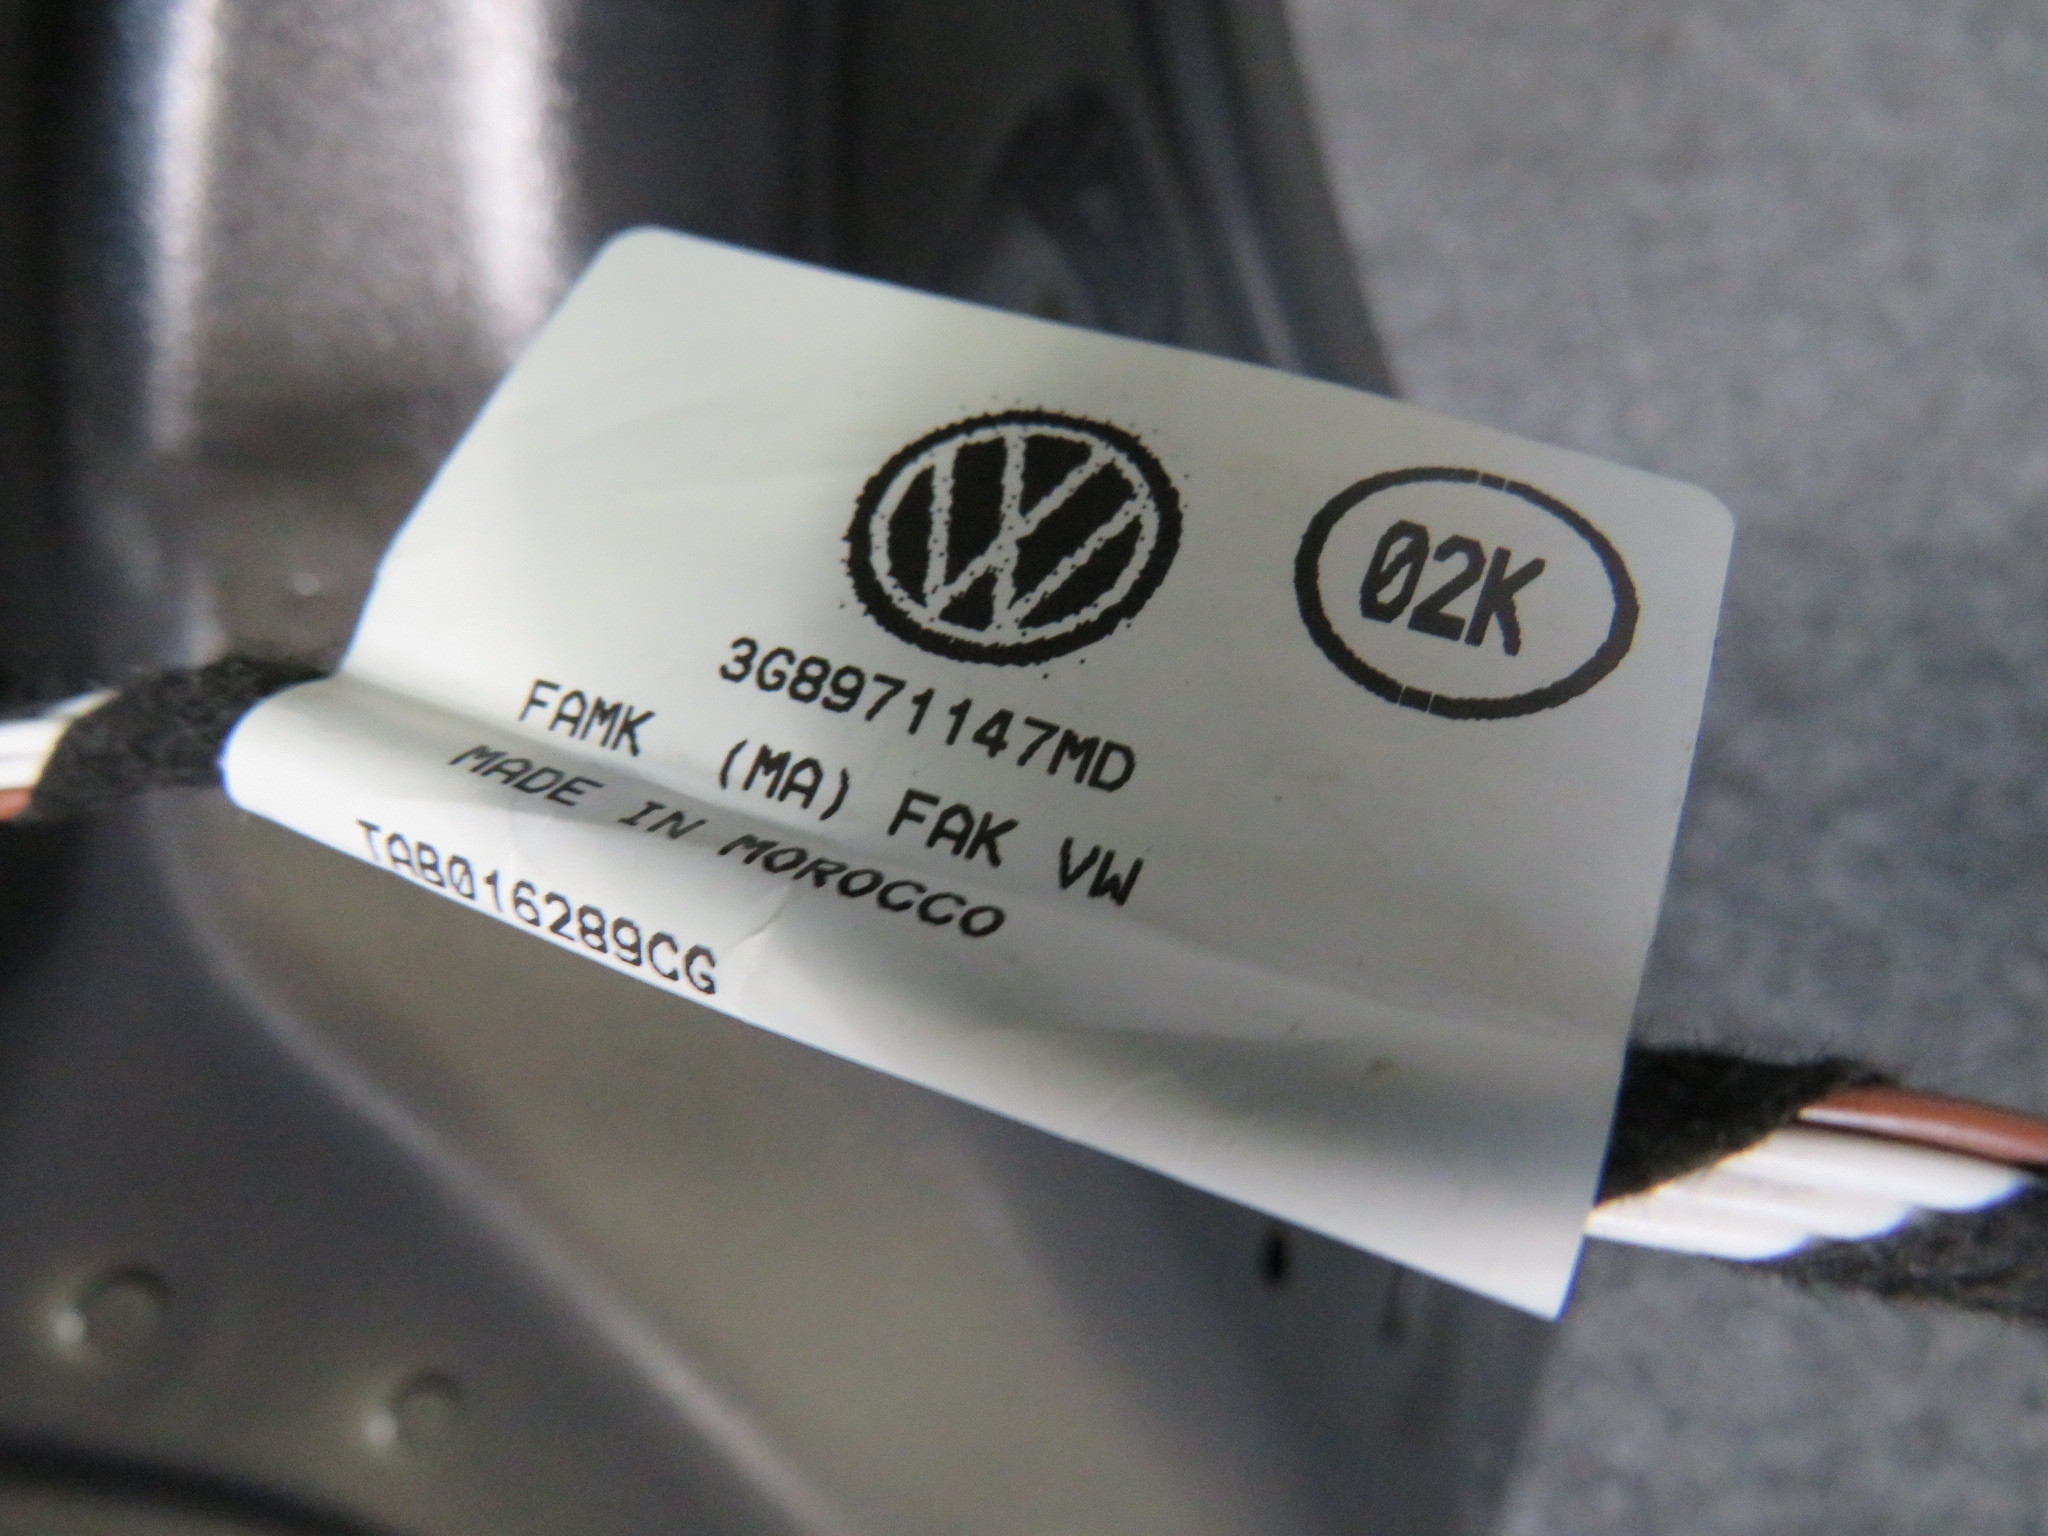 02K
3G8971147MD
FAMK (MA) FAK VW
MADE IN MOROCCO
TAB016289CG